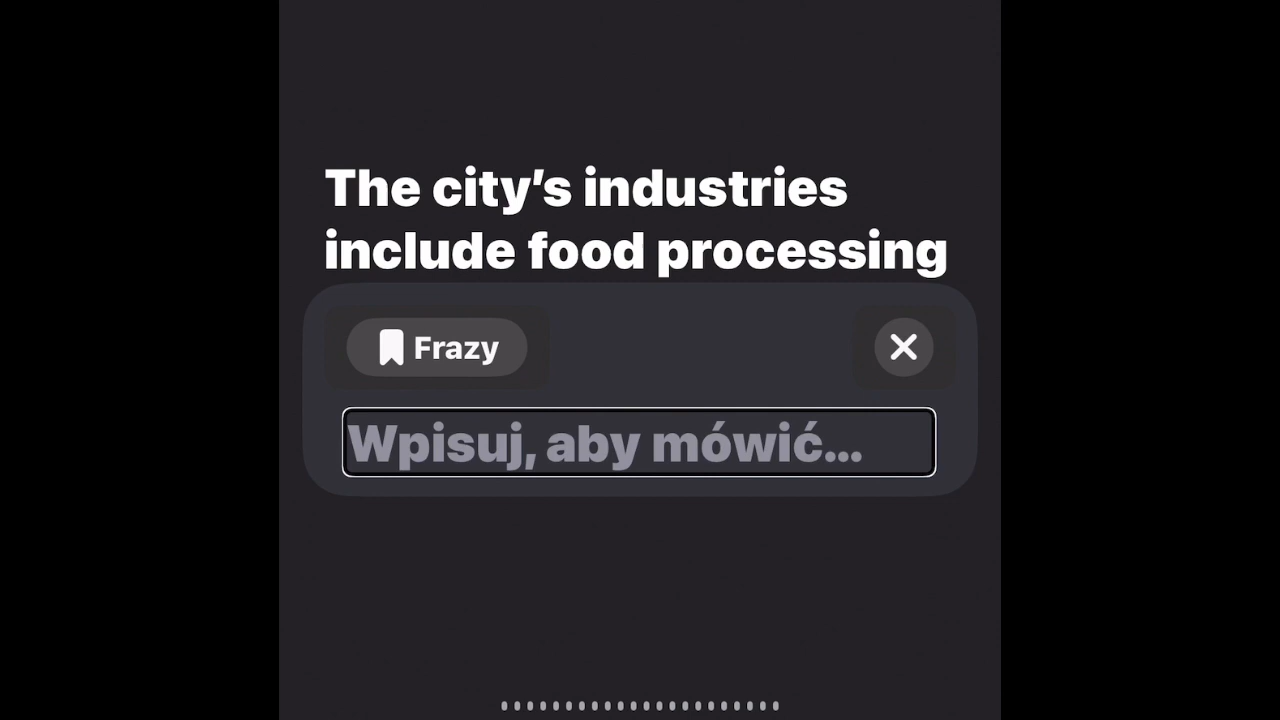 The city’s industries
include food processing
Frazy
Wpisuj, aby mówić...